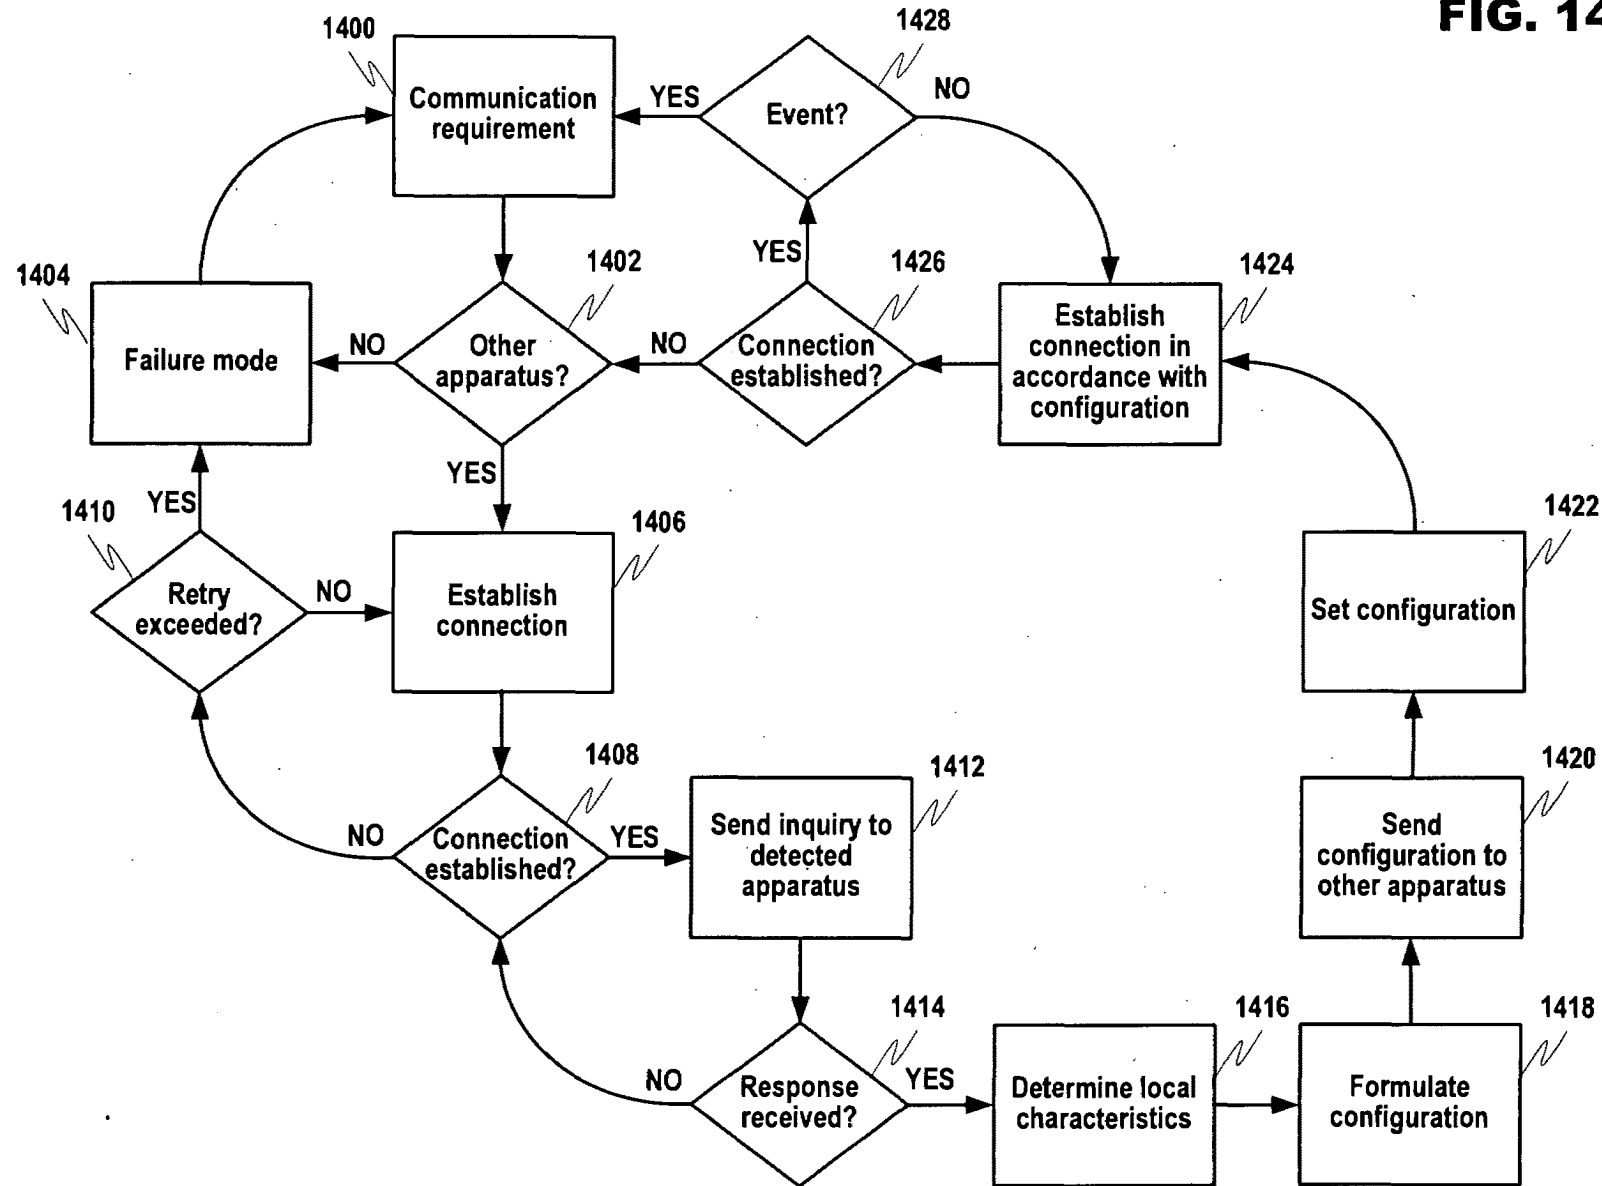 FIG. 14
1400
Communication
requirement
YES
1428
Event?
NO
1404
Failure mode
NO
1402
Other
apparatus?
NO
YES
1426
Connection
established?
1424
Establish
connection in
accordance with
configuration
YES
1410
YES
Retry
exceeded?
NO
1406
Establish
connection
1422
Set configuration
1408
NO
Connection
established?
YES
1412
Send inquiry to
detected
apparatus
1420
Send
configuration to
other apparatus
1414
NO
Response
received?
YES
1416
Determine local
characteristics
1418
Formulate
configuration